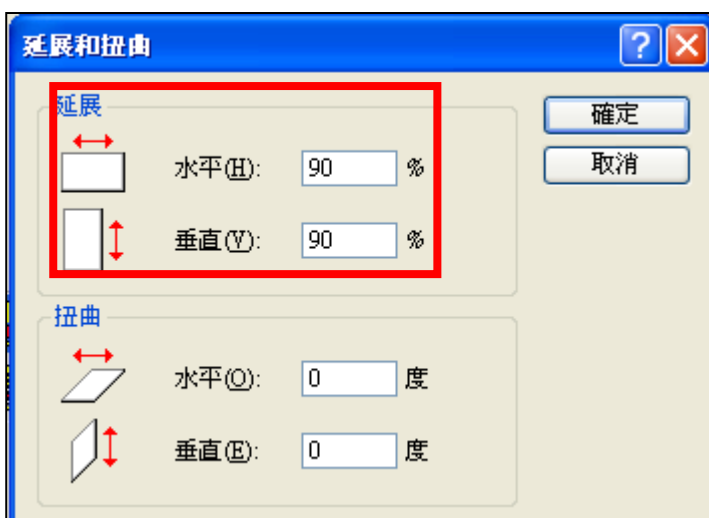 延展和扭曲
延展
水平(H): 90 %
垂直(V): 90 %
確定
取消
扭曲
水平(O): 0 度
垂直(E): 0 度